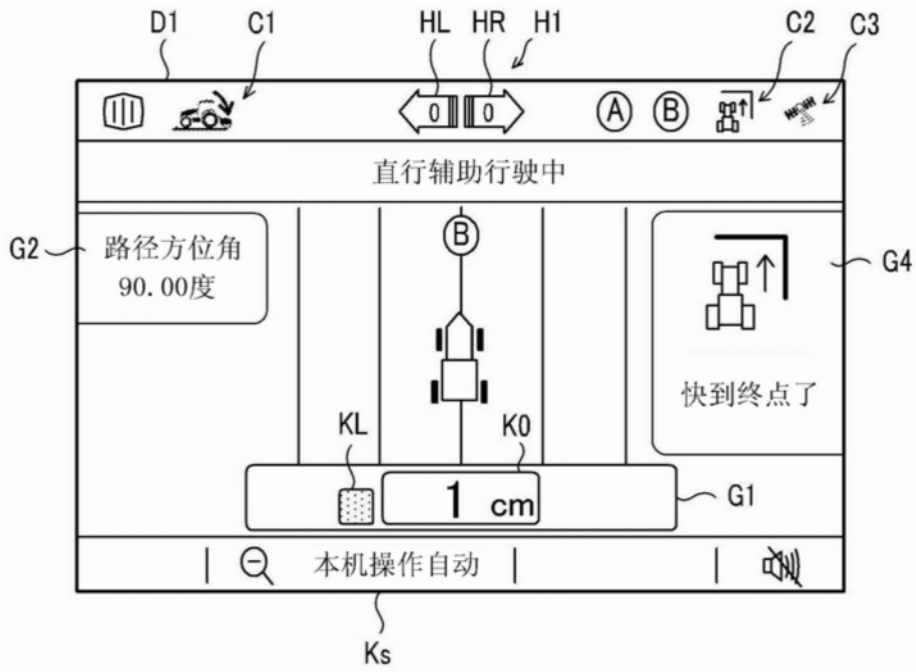 D1 C1 HL HR H1 C2 C3
0 0 A B
直行辅助行驶中
G2
路径方位角
90.00度
B
G4
快到终点了
KL K0
1 cm
G1
本机操作自动
Ks